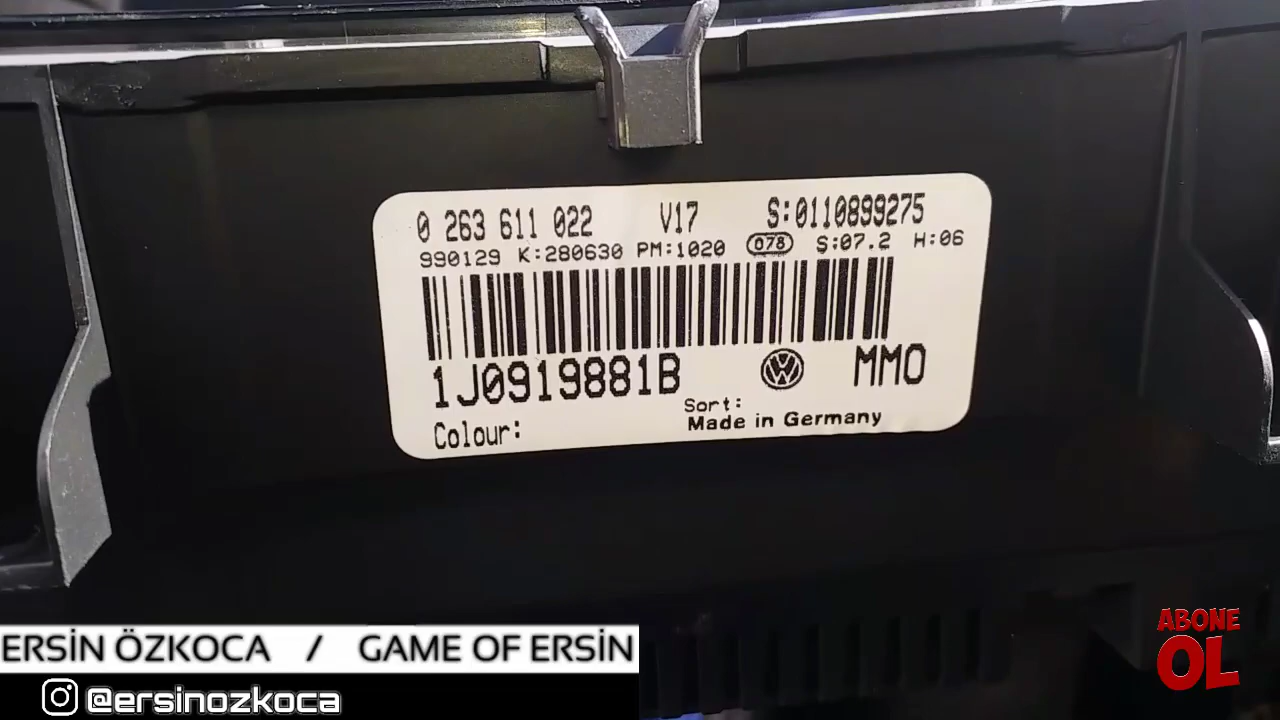 0 263 611 022 V17 S:0110899275
990129 K:280630 PM:1020 078 S:07.2 H:06
1J0919881B MM0
Sort:
Colour: Made in Germany
ABONE
OL
ERSİN ÖZKOCA / GAME OF ERSİN
@ersinozkoca